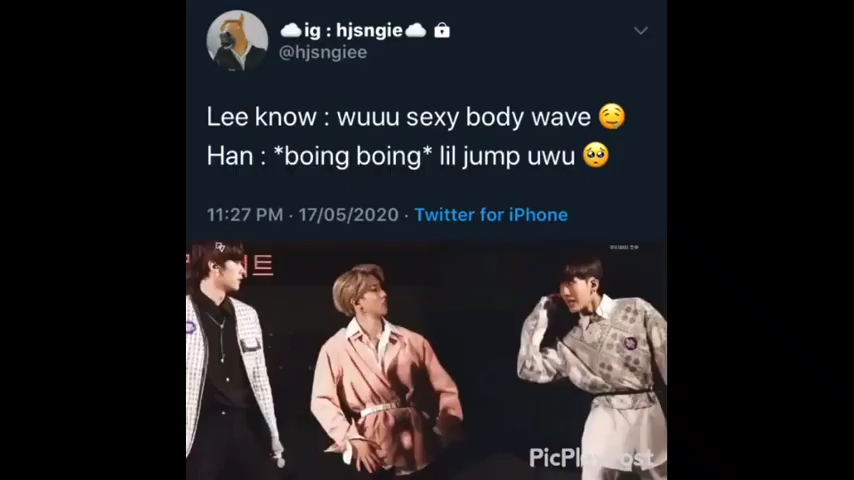 ☁️ig : hjsngie☁️ 🔒
@hjsngiee
Lee know : wuuu sexy body wave 🤤
Han : *boing boing* lil jump uwu 🥺
11:27 PM · 17/05/2020 · Twitter for iPhone
트
PicPlayPost